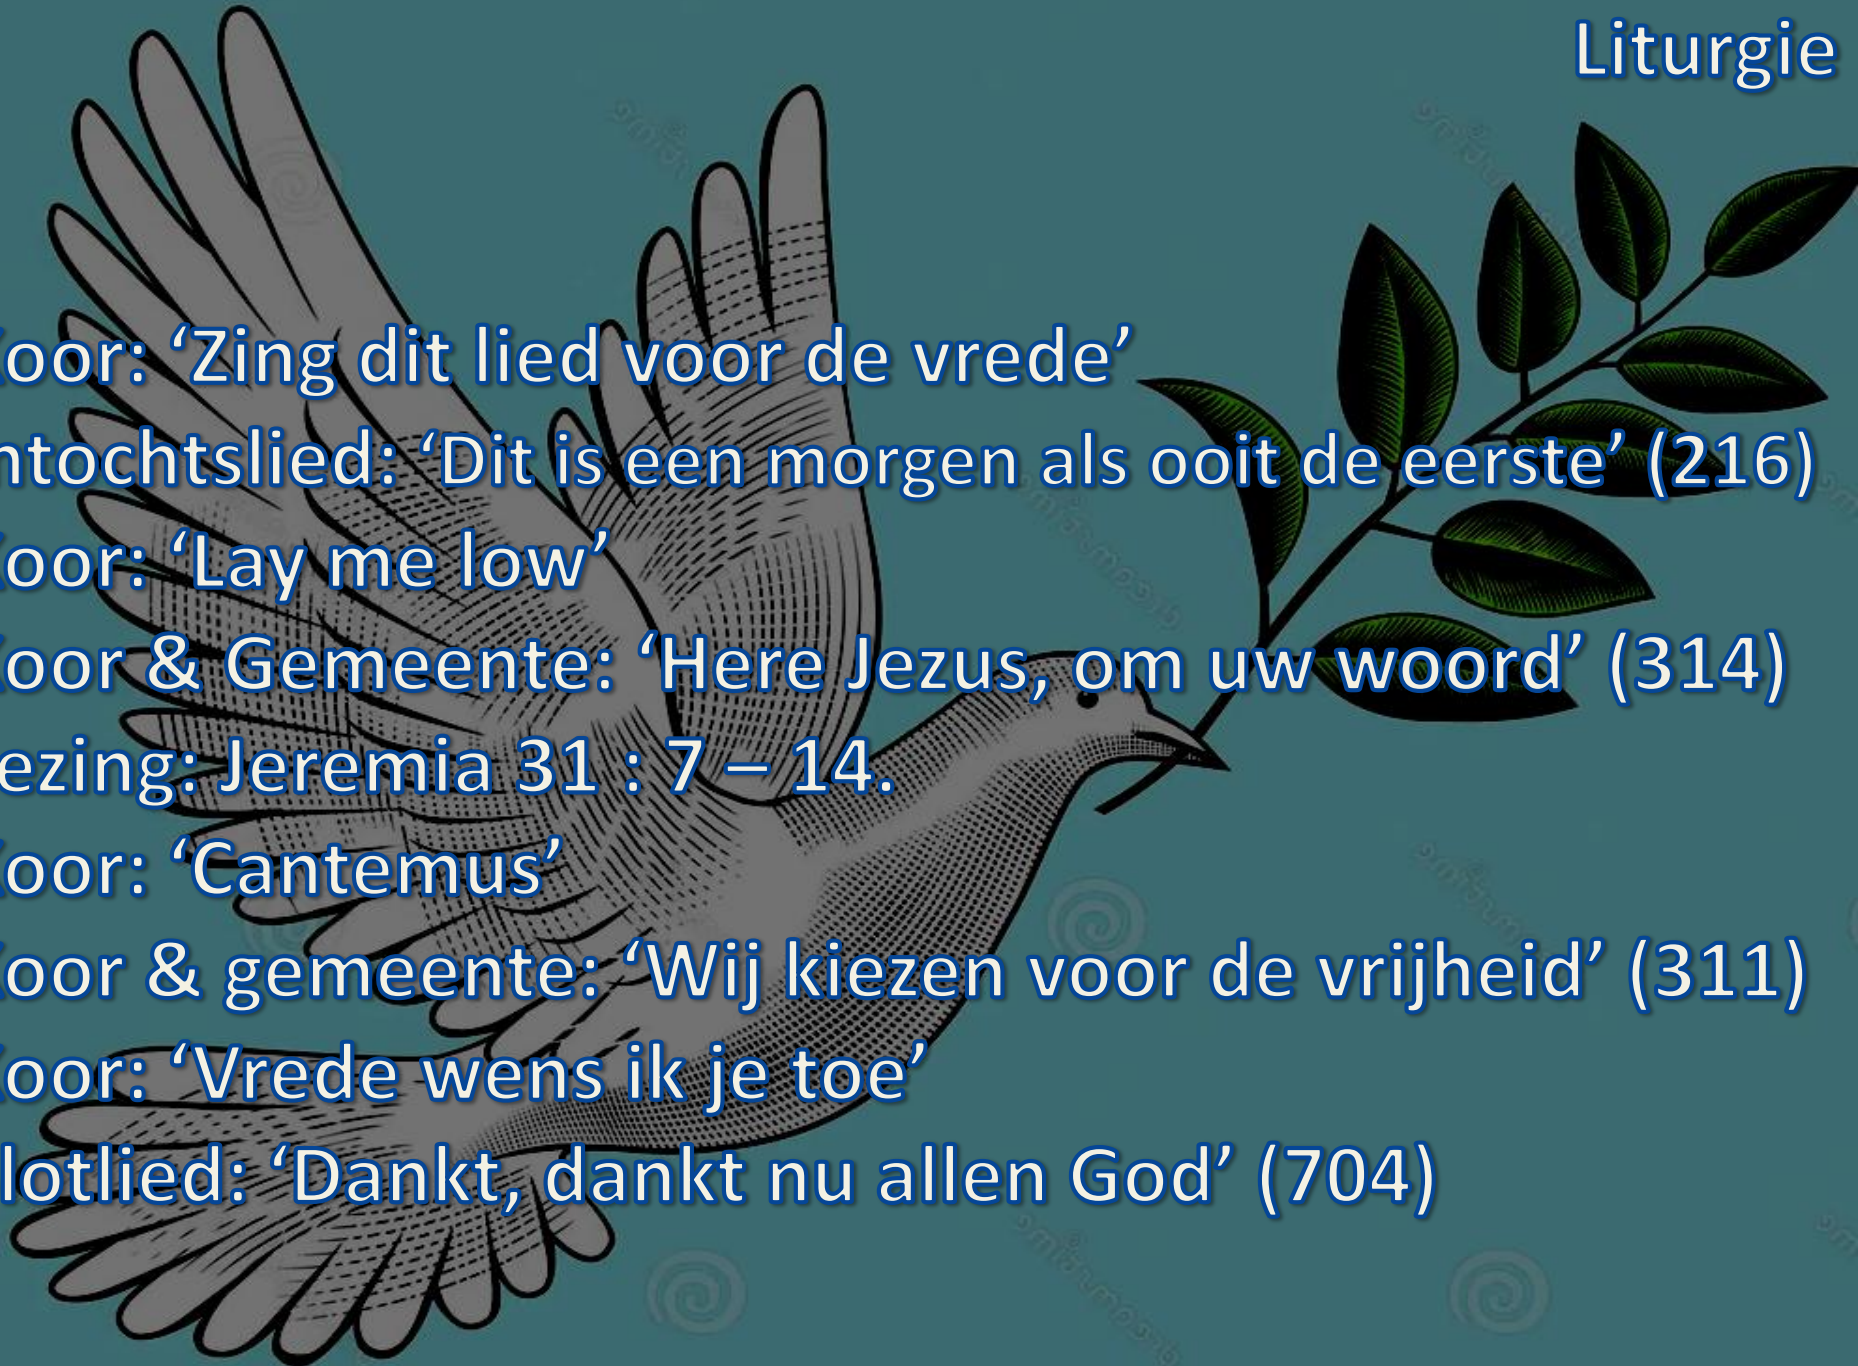 Liturgie
oor: ‘Zing dit lied voor de vrede’
ntochtslied: ‘Dit is een morgen als ooit de eerste’ (216)
oor: ‘Lay me low’
oor & Gemeente: ‘Here Jezus, om uw woord’ (314)
ezing: Jeremia 31 : 7 – 14.
oor: ‘Cantemus’
oor & gemeente: ‘Wij kiezen voor de vrijheid’ (311)
oor: ‘Vrede wens ik je toe’
lotlied: ‘Dankt, dankt nu allen God’ (704)